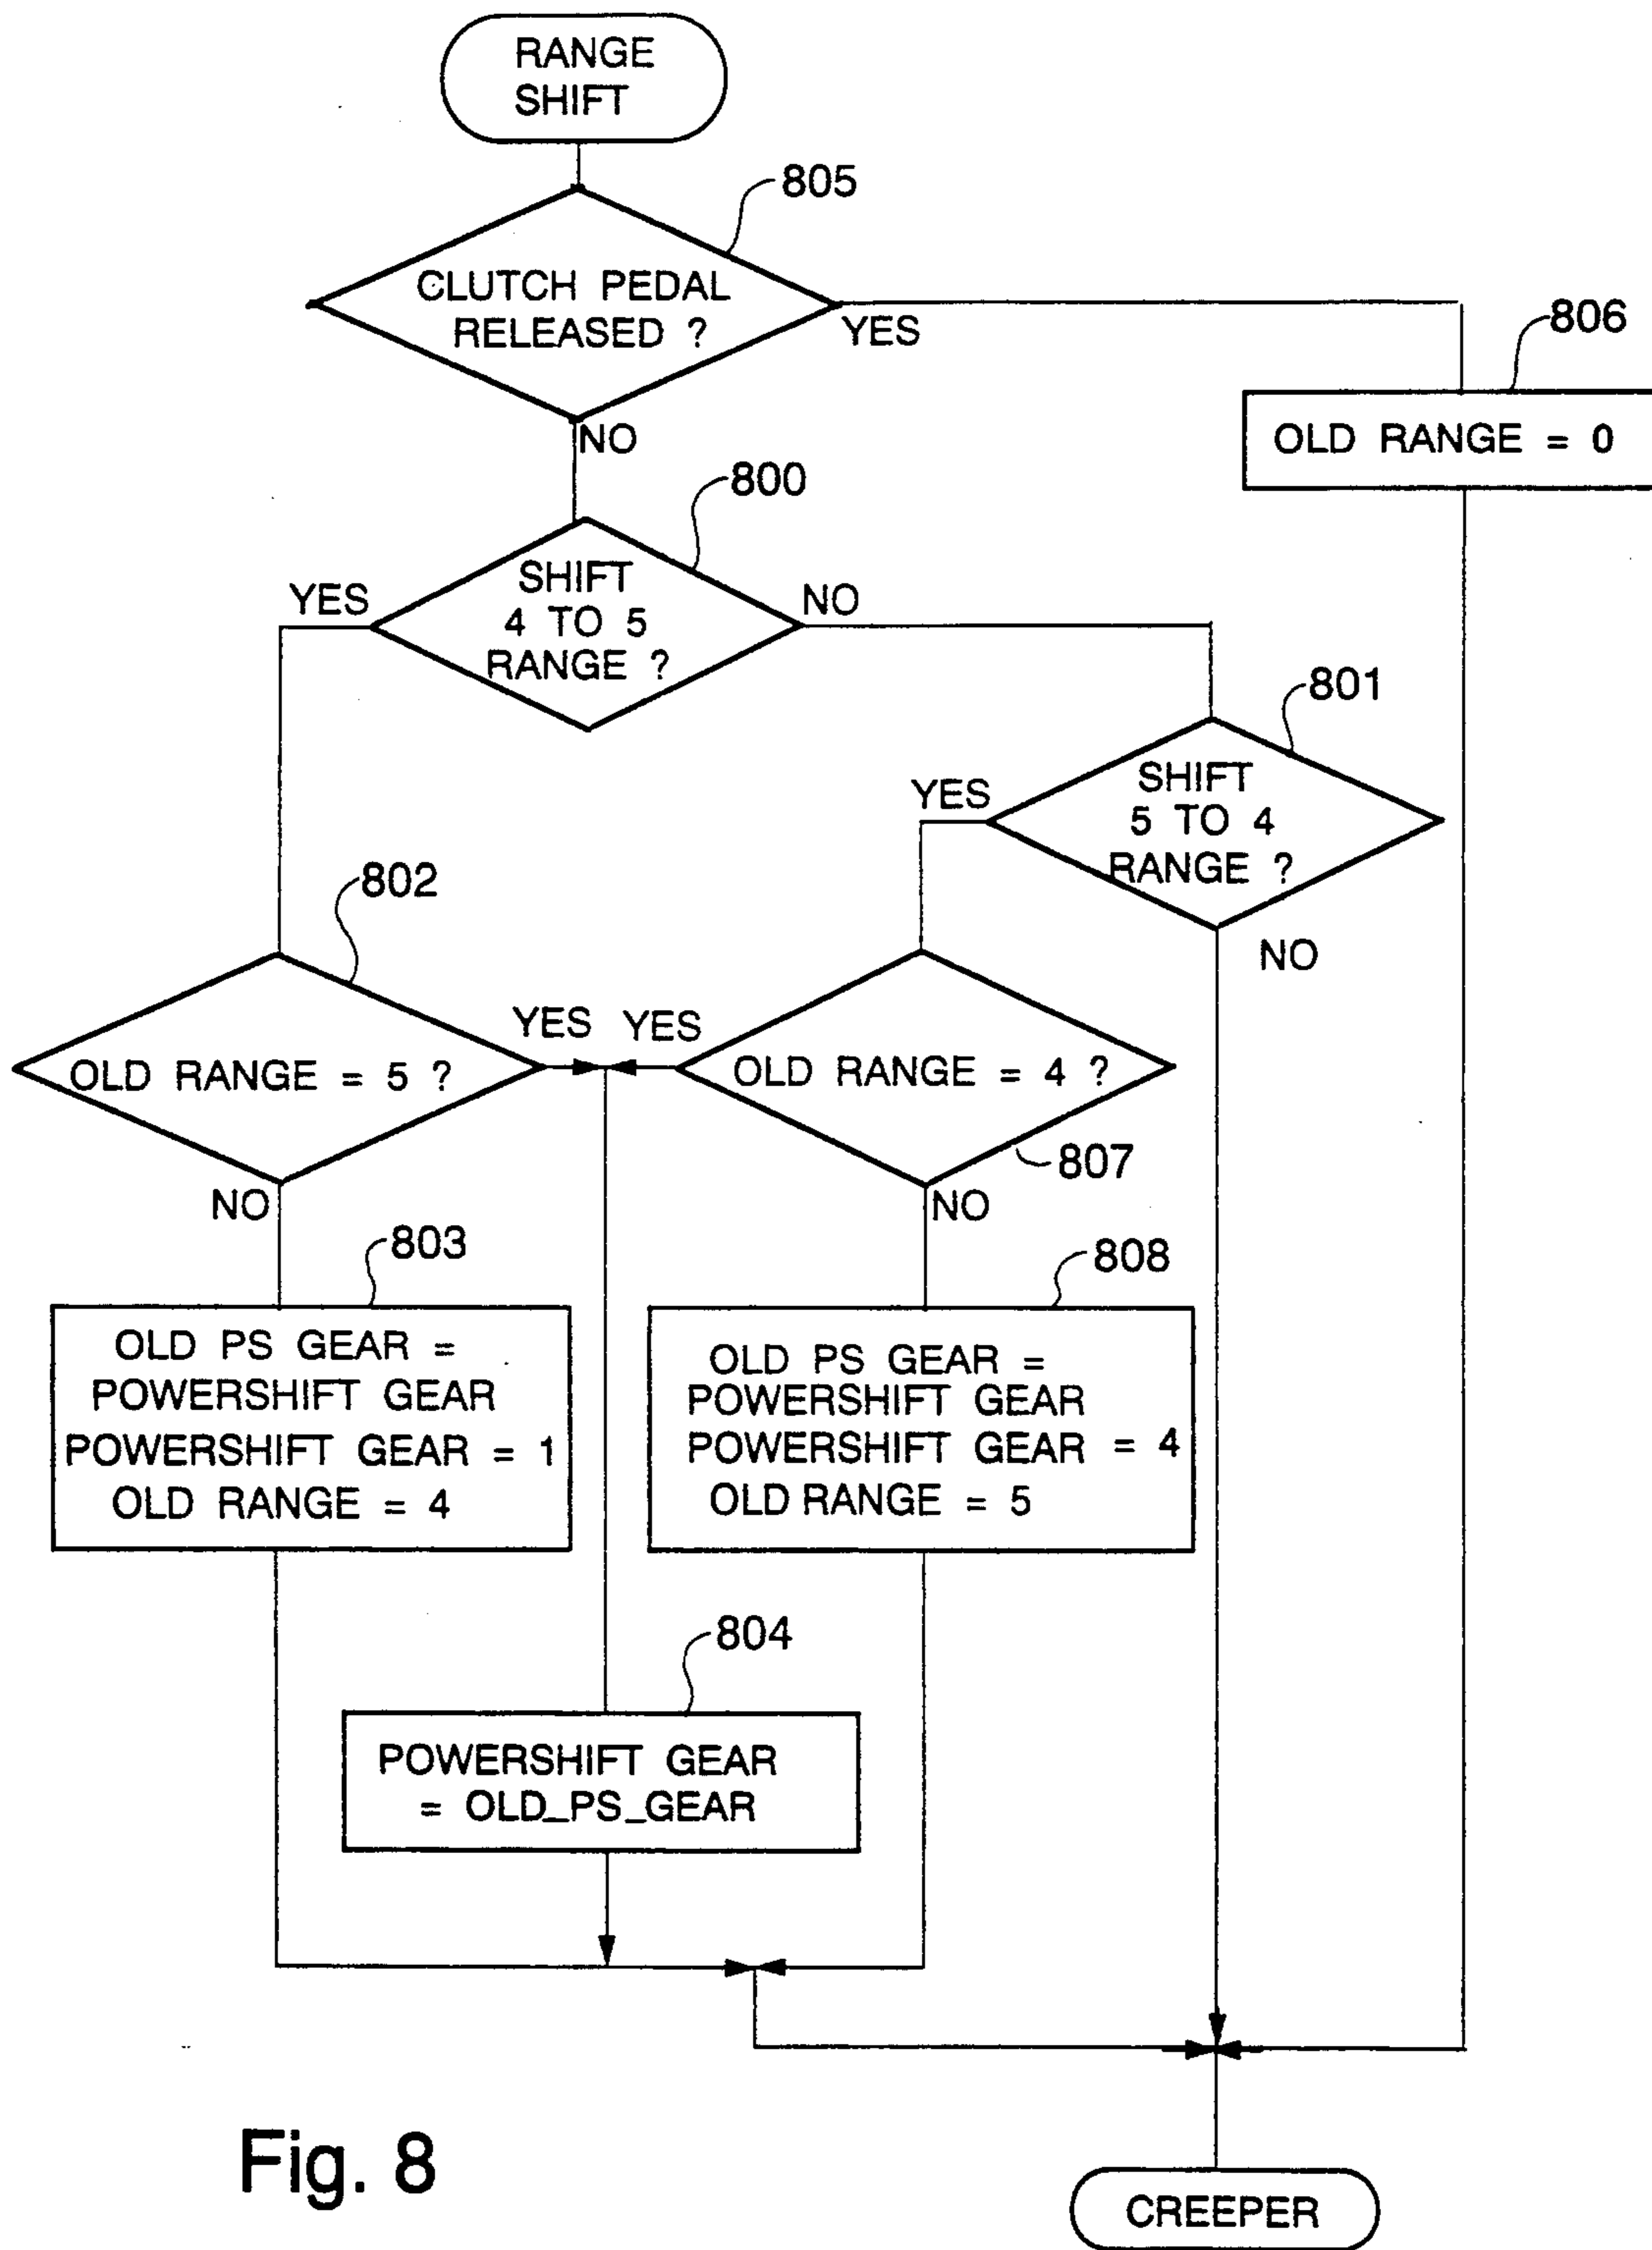 RANGE
SHIFT
805
CLUTCH PEDAL
RELEASED ?
YES
806
OLD RANGE = 0
NO
800
SHIFT
4 TO 5
RANGE ?
YES
NO
801
SHIFT
5 TO 4
RANGE ?
YES
NO
802
OLD RANGE = 5 ?
YES
YES
OLD RANGE = 4 ?
807
NO
NO
803
OLD PS GEAR =
POWERSHIFT GEAR
POWERSHIFT GEAR = 1
OLD RANGE = 4
808
OLD PS GEAR =
POWERSHIFT GEAR
POWERSHIFT GEAR = 4
OLD RANGE = 5
804
POWERSHIFT GEAR
= OLD_PS_GEAR
Fig. 8
CREEPER